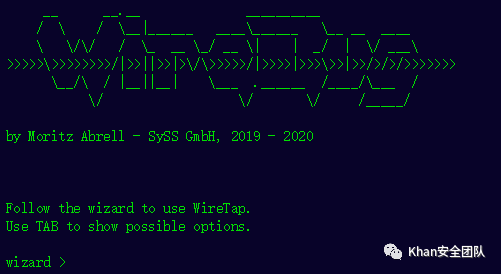 WireBug
by Moritz Abrell - SySS GmbH, 2019 - 2020
Follow the wizard to use WireTap.
Use TAB to show possible options.
wizard >
Khan安全团队